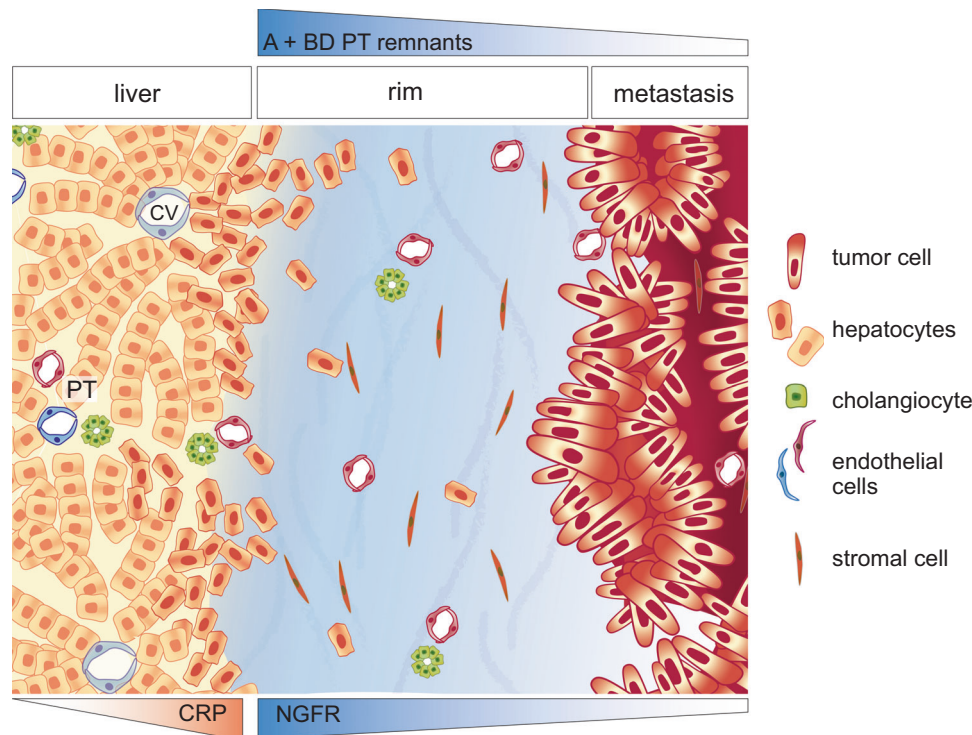 A + BD PT remnants
liver
rim
metastasis
CV
PT
tumor cell
hepatocytes
cholangiocyte
endothelial
cells
stromal cell
CRP
NGFR